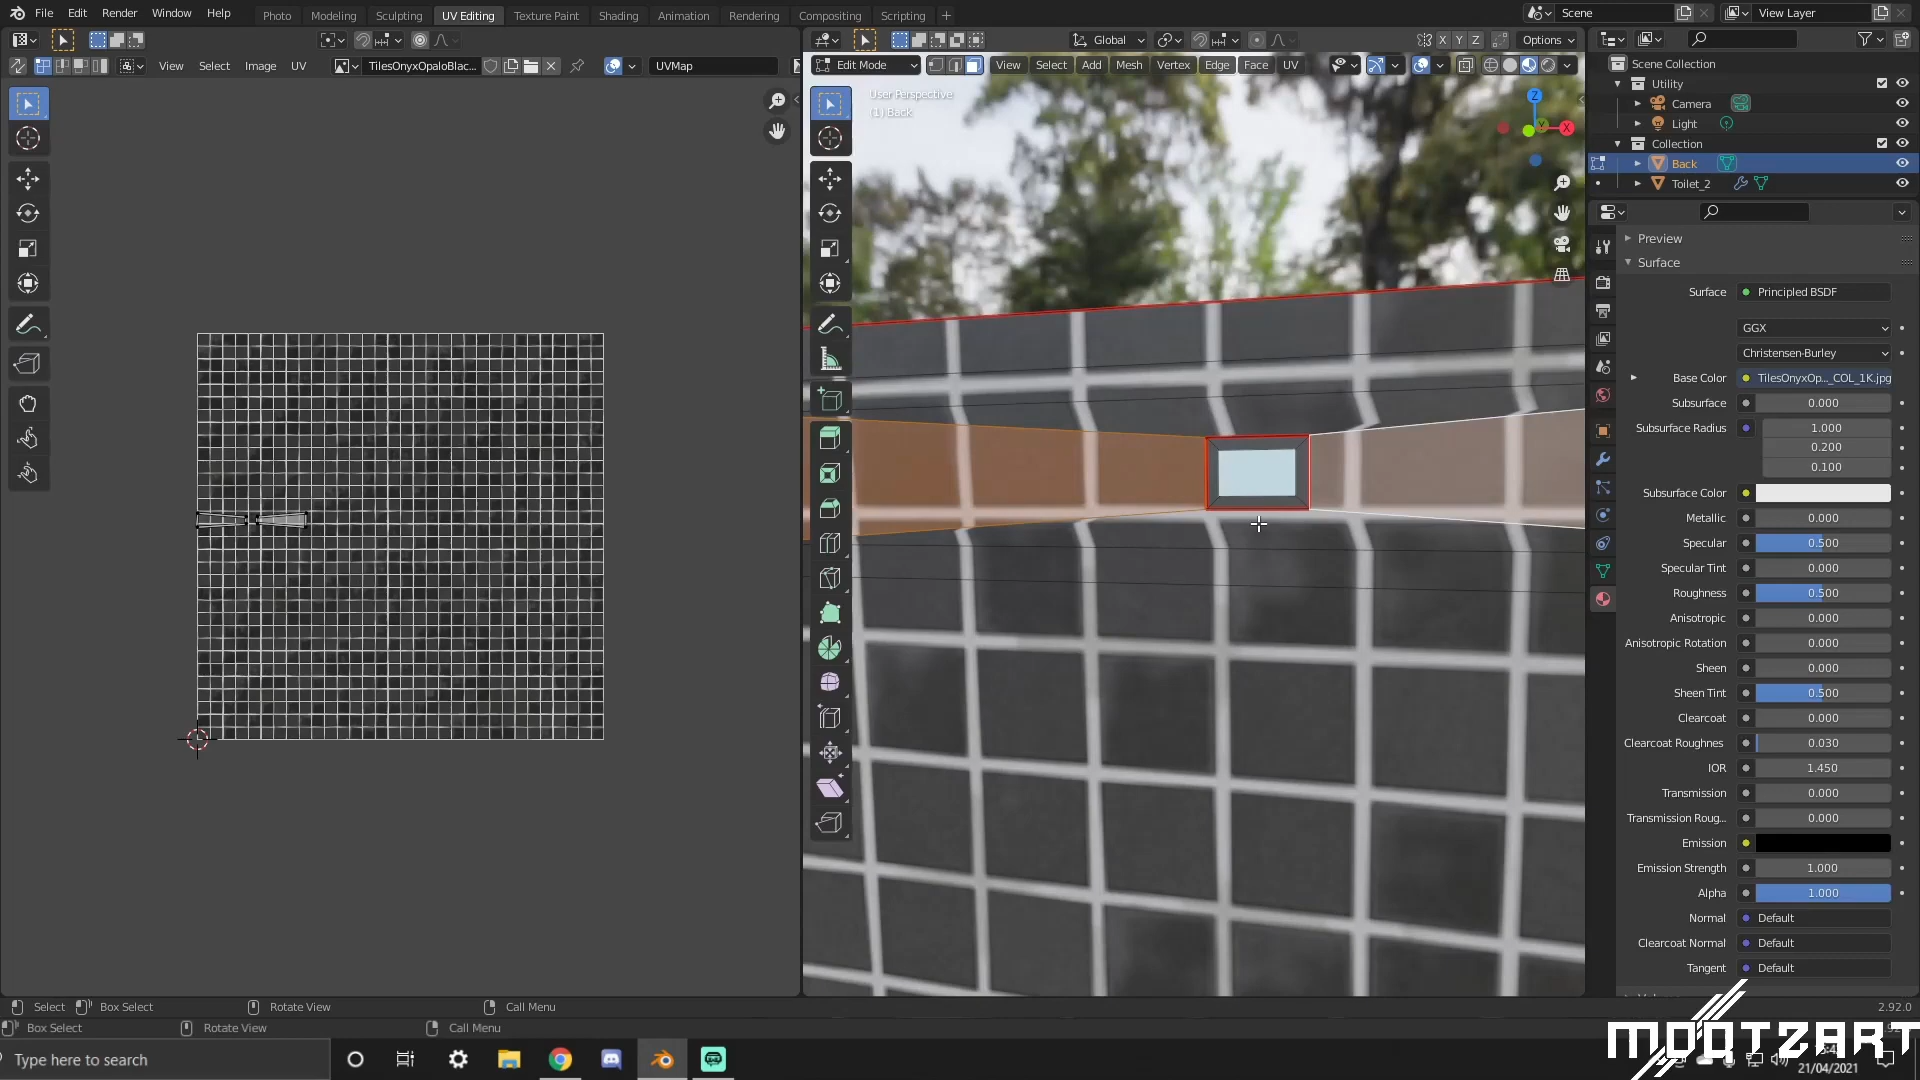 File Edit Render Window Help Photo Modeling Sculpting UV Editing Texture Paint Shading Animation Rendering Compositing Scripting Scene View Layer
Global X Y Z Options
View Select Image UV TilesOnyxOpaloBlac... UVMap
Edit Mode View Select Add Mesh Vertex Edge Face UV
User Perspective
(1) Back
Z
X
Scene Collection
Utility
Camera
Light
Collection
Back
Toilet_2
Preview
Surface
Surface Principled BSDF
GGX
Christensen-Burley
Base Color TilesOnyxOp..._COL_1K.jpg
Subsurface 0.000
Subsurface Radius 1.000
0.200
0.100
Subsurface Color
Metallic 0.000
Specular 0.500
Specular Tint 0.000
Roughness 0.500
Anisotropic 0.000
Anisotropic Rotation 0.000
Sheen 0.000
Sheen Tint 0.500
Clearcoat 0.000
Clearcoat Roughnes 0.030
IOR 1.450
Transmission 0.000
Transmission Roug... 0.000
Emission
Emission Strength 1.000
Alpha 1.000
Normal Default
Clearcoat Normal Default
Tangent Default
Select Box Select Rotate View Call Menu 2.92.0
Box Select Rotate View Call Menu
MOQTZART
Type here to search
21/04/2021